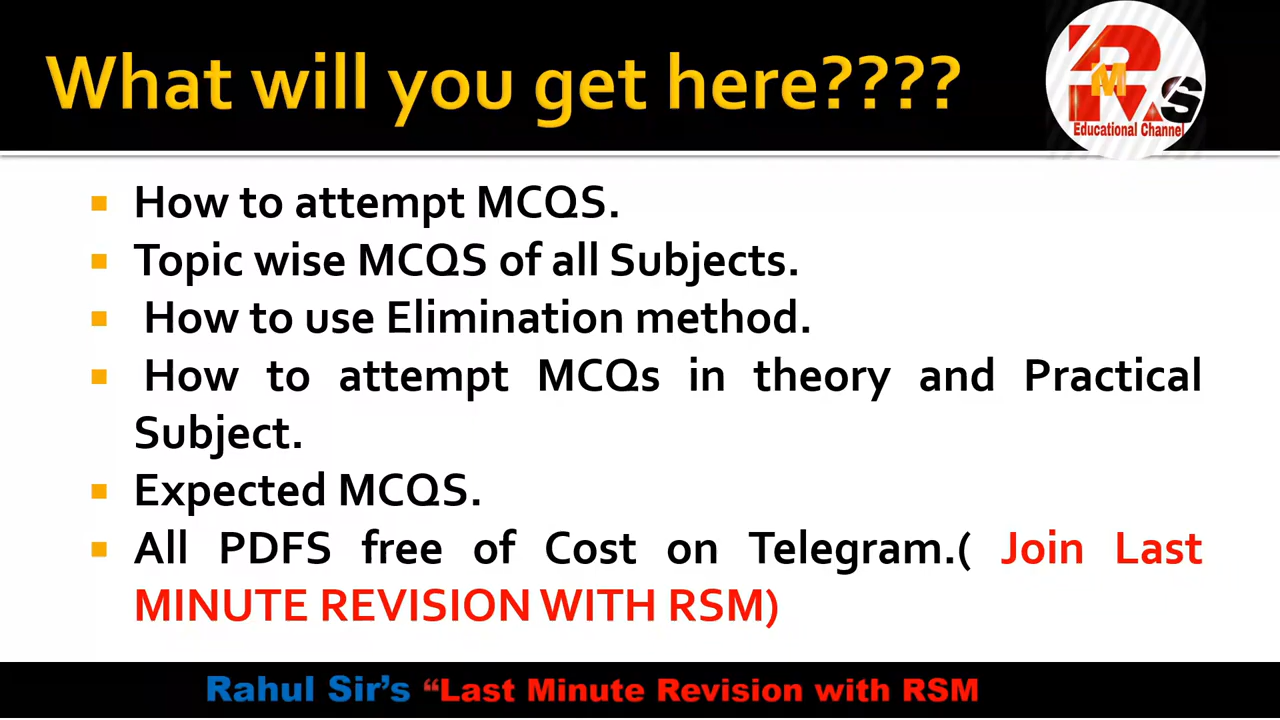 What will you get here????
RMS
Educational Channel
How to attempt MCQS.
Topic wise MCQS of all Subjects.
How to use Elimination method.
How to attempt MCQs in theory and Practical
Subject.
Expected MCQS.
All PDFS free of Cost on Telegram.( Join Last
MINUTE REVISION WITH RSM)
Rahul Sir's “Last Minute Revision with RSM